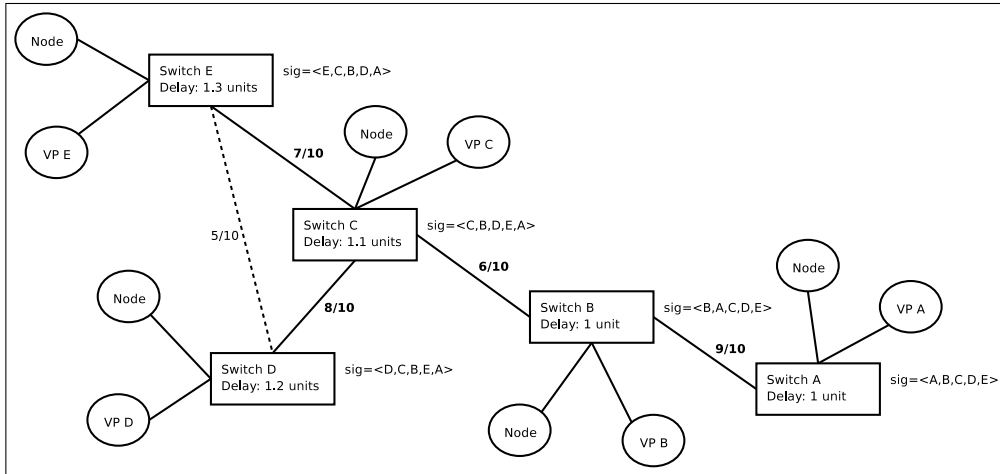 Node
Switch E
Delay: 1.3 units
sig=<E,C,B,D,A>
VP E
7/10
Node
VP C
Switch C
Delay: 1.1 units
sig=<C,B,D,E,A>
5/10
6/10
Node
VP A
Node
8/10
Switch B
Delay: 1 unit
sig=<B,A,C,D,E>
9/10
Switch D
Delay: 1.2 units
sig=<D,C,B,E,A>
Switch A
Delay: 1 unit
sig=<A,B,C,D,E>
VP D
Node
VP B